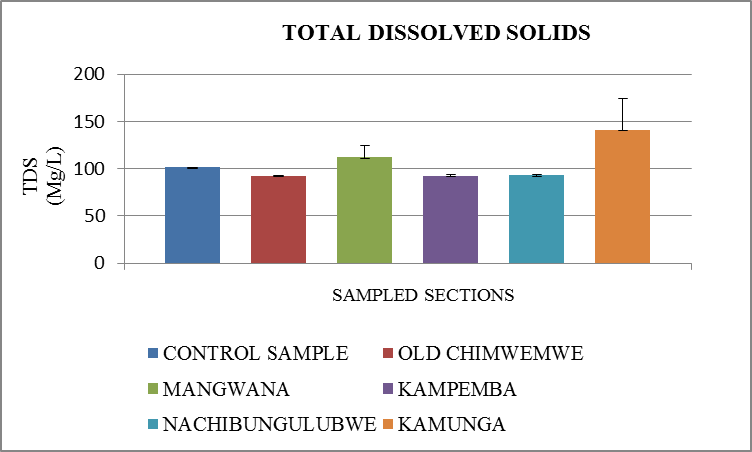 TOTAL DISSOLVED SOLIDS
200
150
100
50
0
TDS
(Mg/L)
SAMPLED SECTIONS
CONTROL SAMPLE OLD CHIMWEMWE
MANGWANA KAMPEMBA
NACHIBUNGULUBWE KAMUNGA